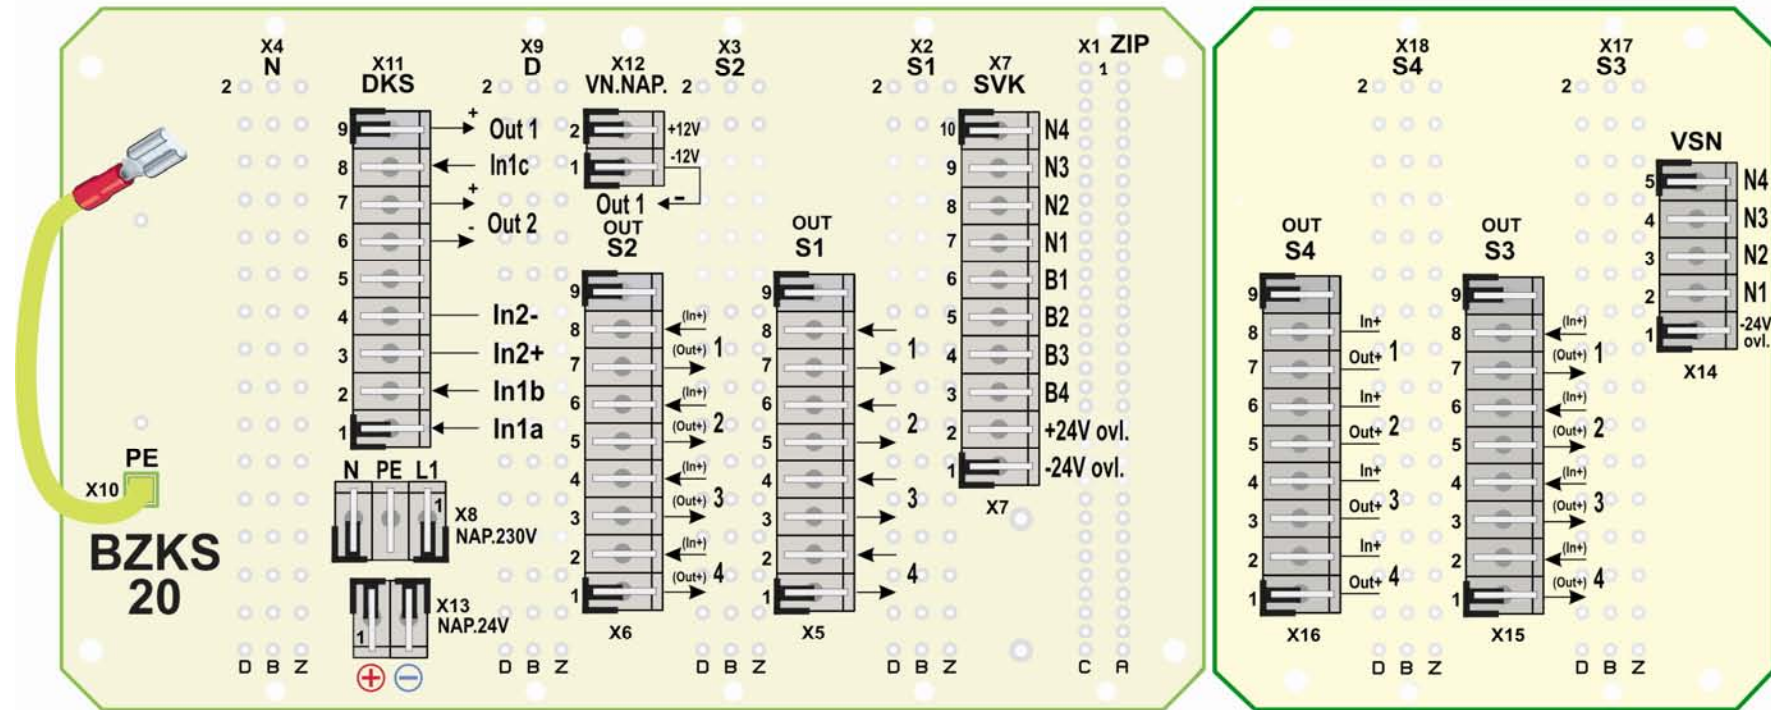 X4
N
2
X11
DKS
9 + Out 1
8 In1c
7 +
Out 2
6 -
5
4 In2-
3 In2+
2 In1b
1 In1a
N PE L1
1
X8
NAP.230V
X13
NAP.24V
1
+ −
PE
X10
BZKS
20
D B Z
X9
D
2
D B Z
X12
VN.NAP.
2 +12V
1 -12V
Out 1 -
OUT
S2
9
8 (In+)
1
7 (Out+)
6 (In+)
2
5 (Out+)
4 (In+)
3
3 (Out+)
2 (In+)
4
1 (Out+)
X6
X3
S2
2
D B Z
OUT
S1
9
8
1
7
6
2
5
4
3
3
2
4
1
X5
X2
S1
2
D B Z
X7
SVK
10 N4
9 N3
8 N2
7 N1
6 B1
5 B2
4 B3
3 B4
2 +24V ovl.
1 -24V ovl.
X7
X1 ZIP
1
C A
OUT
S4
9
8 In+
1
7 Out+
6 In+
2
5 Out+
4 In+
3
3 Out+
2 In+
4
1 Out+
X16
X18
S4
2
D B Z
OUT
S3
9
8 (In+)
1
7 (Out+)
6 (In+)
2
5 (Out+)
4 (In+)
3
3 (Out+)
2 (In+)
4
1 (Out+)
X15
X17
S3
2
D B Z
VSN
5 N4
4 N3
3 N2
2 N1
1 -24V
ovl.
X14